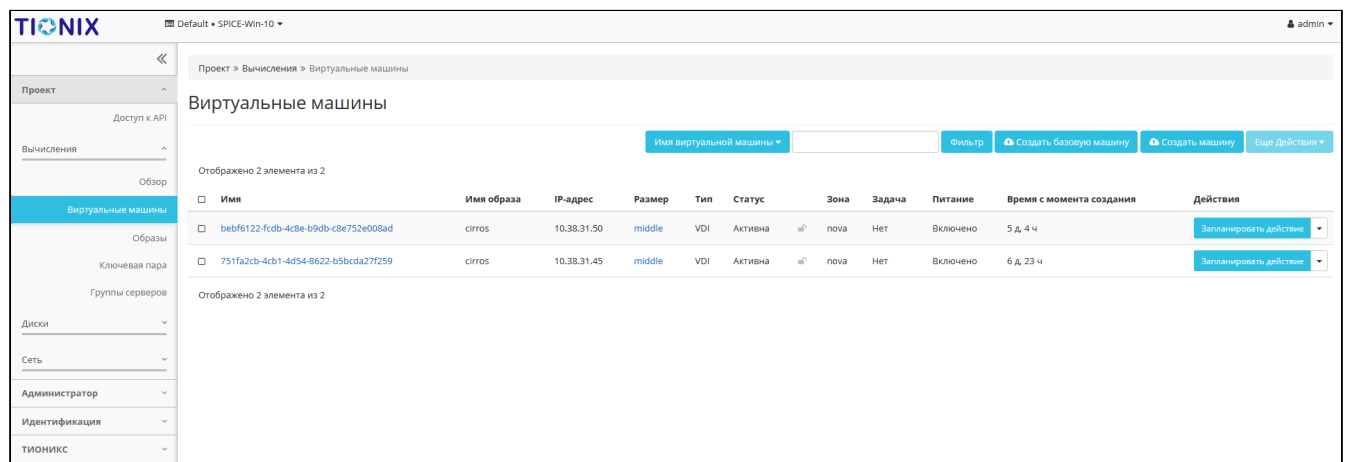 TIONIX
Default • SPICE-Win-10
admin
Проект
Доступ к API
Вычисления
Обзор
Виртуальные машины
Образы
Ключевая пара
Группы серверов
Диски
Сеть
Администратор
Идентификация
ТИОНИКС
Проект » Вычисления » Виртуальные машины
Виртуальные машины
Имя виртуальной машины Фильтр Создать базовую машину Создать машину Еще Действия
Отображено 2 элемента из 2
Имя Имя образа IP-адрес Размер Тип Статус Зона Задача Питание Время с момента создания Действия
bebf6122-fcdb-4c8e-b9db-c8e752e008ad cirros 10.38.31.50 middle VDI Активна nova Нет Включено 5 д, 4 ч Запланировать действие
751fa2cb-4cb1-4d54-8622-b5bcda27f259 cirros 10.38.31.45 middle VDI Активна nova Нет Включено 6 д, 23 ч Запланировать действие
Отображено 2 элемента из 2